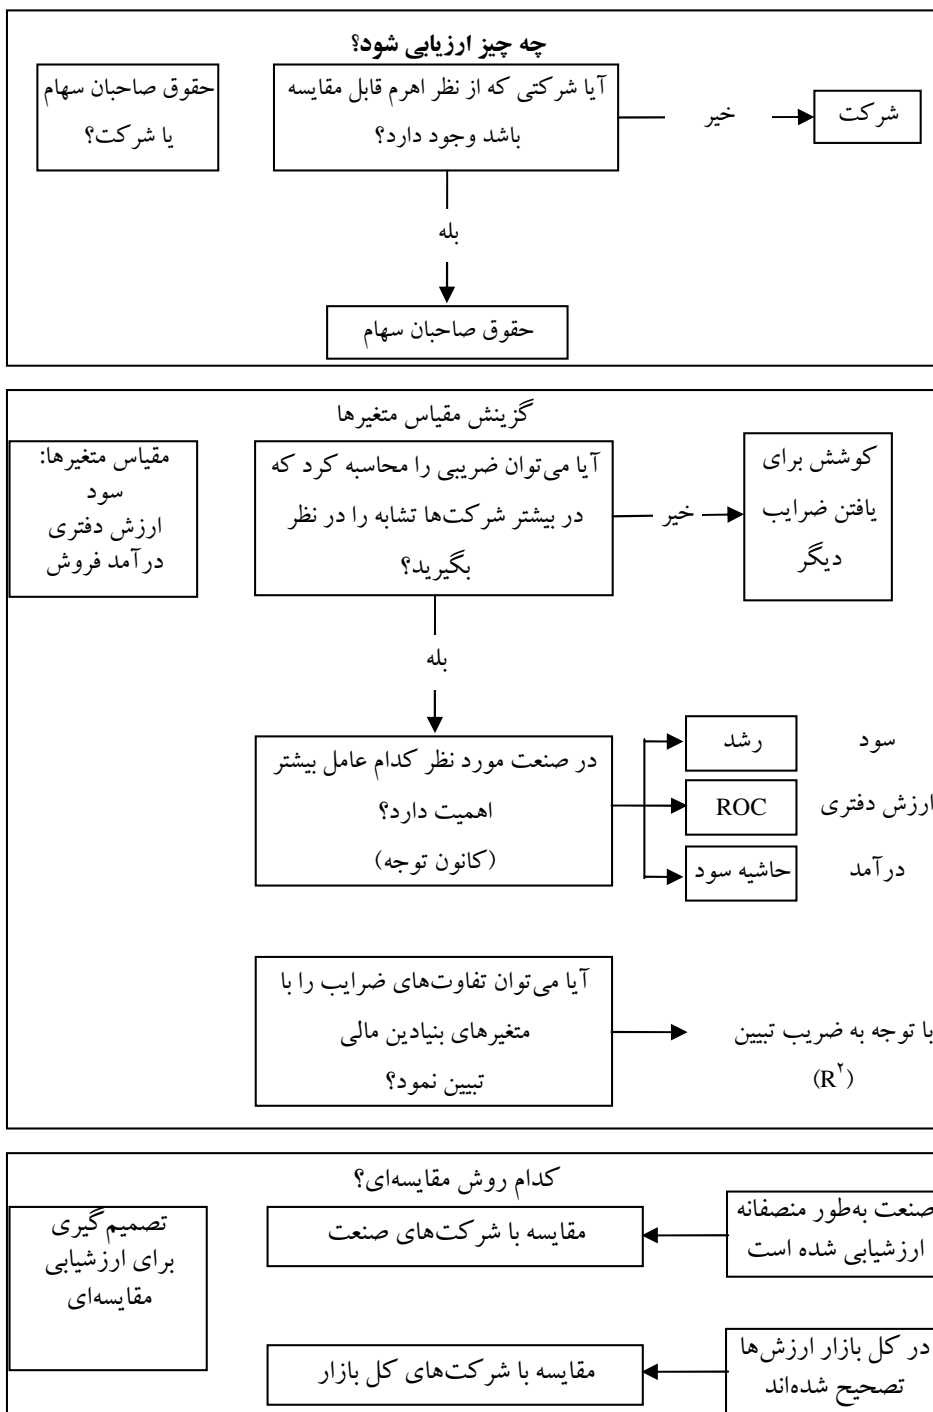 چه چیز ارزیابی شود؟
حقوق صاحبان سهام
یا شرکت؟
آیا شرکتی که از نظر اهرم قابل مقایسه
باشد وجود دارد؟
خیر
شرکت
بله
حقوق صاحبان سهام
گزینش مقیاس متغیرها
مقیاس متغیرها:
سود
ارزش دفتری
درآمد فروش
آیا می‌توان ضریبی را محاسبه کرد که
در بیشتر شرکت‌ها تشابه را در نظر
بگیرید؟
خیر
کوشش برای
یافتن ضرایب
دیگر
بله
در صنعت مورد نظر کدام عامل بیشتر
اهمیت دارد؟
(کانون توجه)
رشد
سود
ROC
ارزش دفتری
حاشیه سود
درآمد
آیا می‌توان تفاوت‌های ضرایب را با
متغیرهای بنیادین مالی
تبیین نمود؟
با توجه به ضریب تبیین
(R۲)
کدام روش مقایسه‌ای؟
تصمیم‌گیری
برای ارزشیابی
مقایسه‌ای
مقایسه با شرکت‌های صنعت
صنعت به‌طور منصفانه
ارزشیابی شده است
مقایسه با شرکت‌های کل بازار
در کل بازار ارزش‌ها
تصحیح شده‌اند